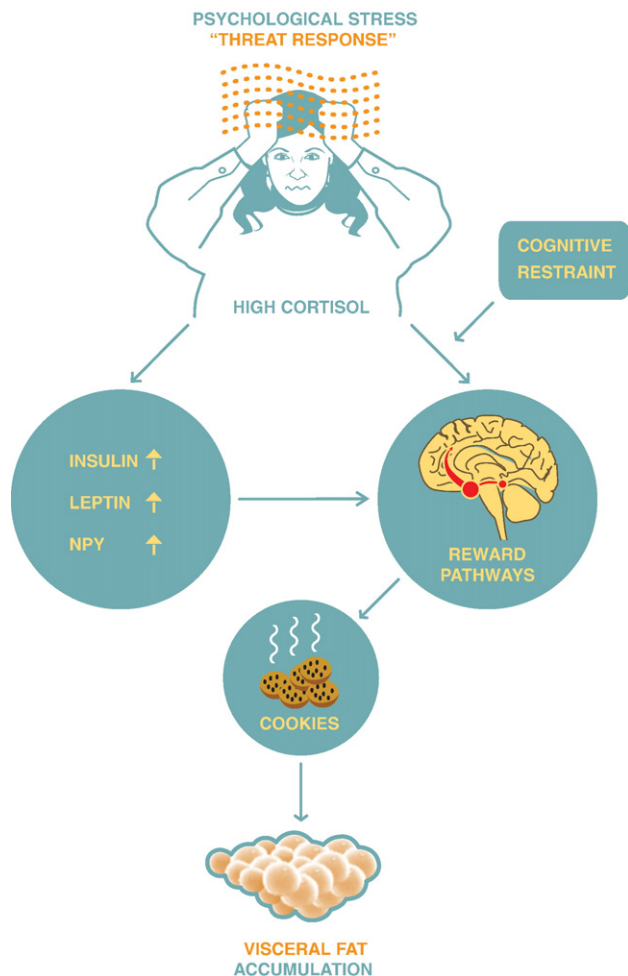 PSYCHOLOGICAL STRESS
“THREAT RESPONSE”
COGNITIVE
RESTRAINT
HIGH CORTISOL
INSULIN ↑
LEPTIN ↑
NPY ↑
REWARD
PATHWAYS
COOKIES
VISCERAL FAT
ACCUMULATION